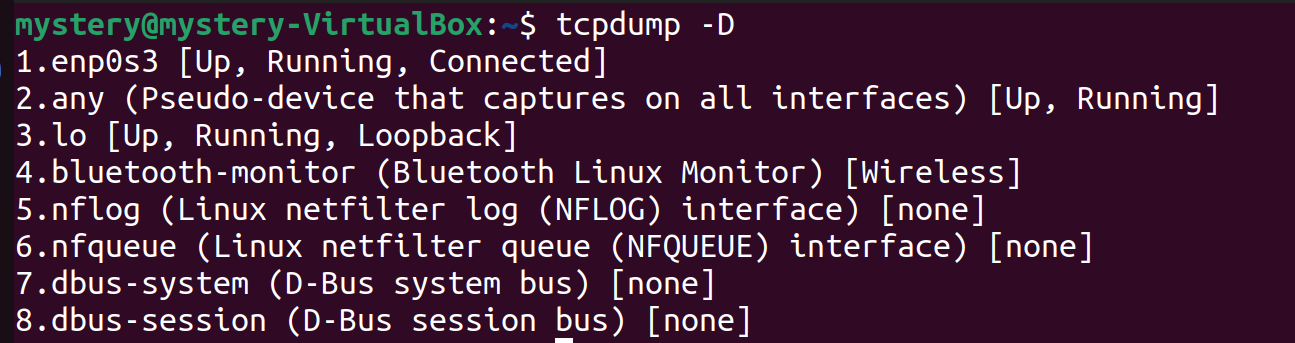 mystery@mystery-VirtualBox:~$ tcpdump -D
1.enp0s3 [Up, Running, Connected]
2.any (Pseudo-device that captures on all interfaces) [Up, Running]
3.lo [Up, Running, Loopback]
4.bluetooth-monitor (Bluetooth Linux Monitor) [Wireless]
5.nflog (Linux netfilter log (NFLOG) interface) [none]
6.nfqueue (Linux netfilter queue (NFQUEUE) interface) [none]
7.dbus-system (D-Bus system bus) [none]
8.dbus-session (D-Bus session bus) [none]